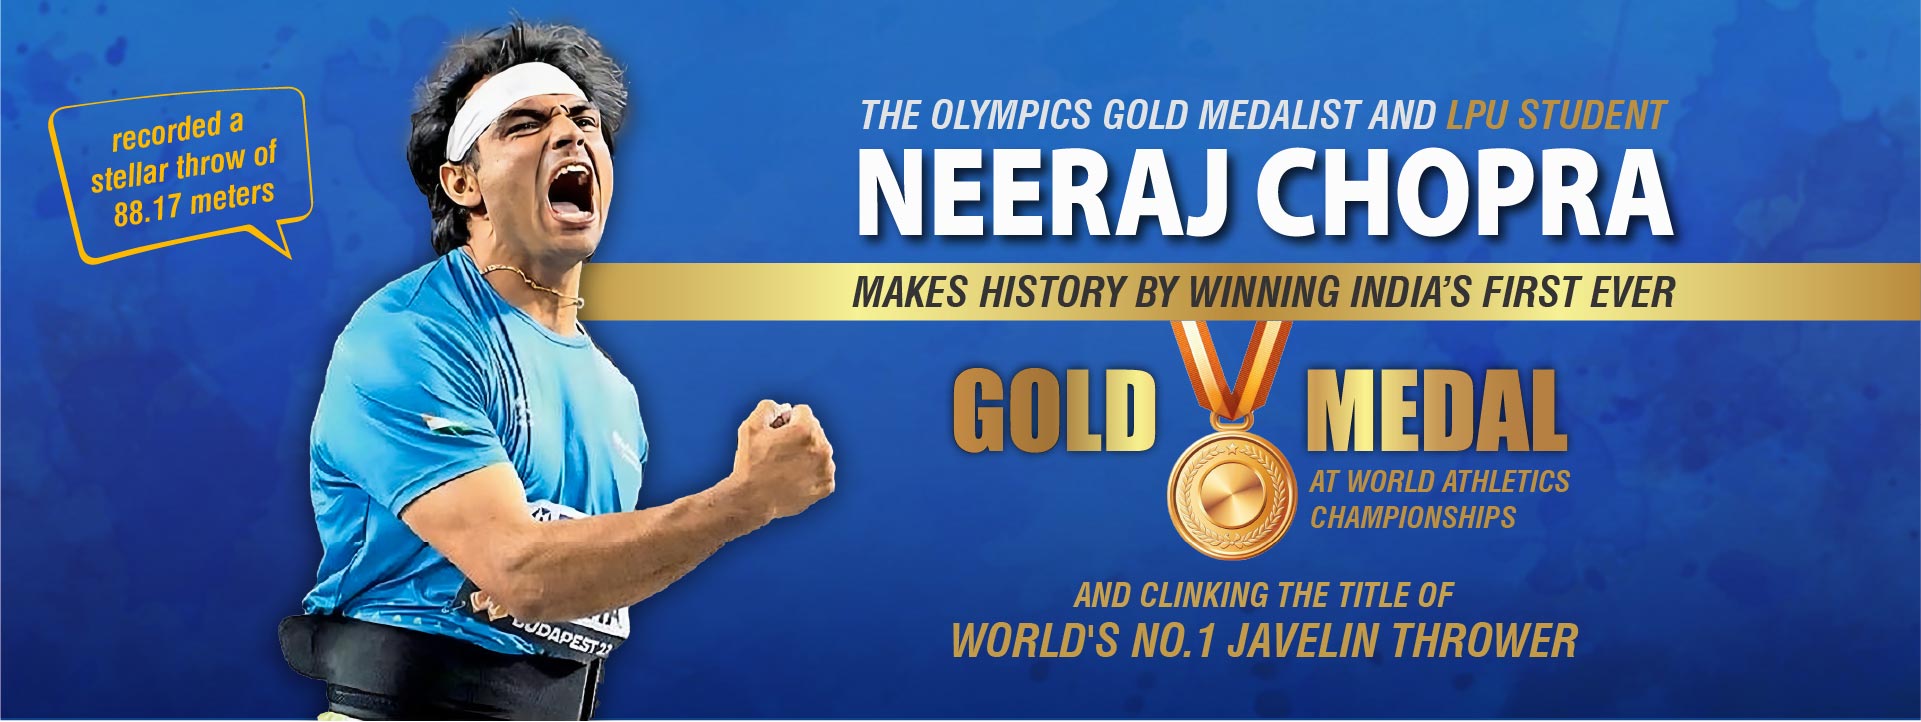 recorded a
stellar throw of
88.17 meters
THE OLYMPICS GOLD MEDALIST AND LPU STUDENT
NEERAJ CHOPRA
MAKES HISTORY BY WINNING INDIA'S FIRST EVER
GOLD MEDAL
AT WORLD ATHLETICS
CHAMPIONSHIPS
AND CLINKING THE TITLE OF
WORLD'S NO.1 JAVELIN THROWER
BUDAPEST